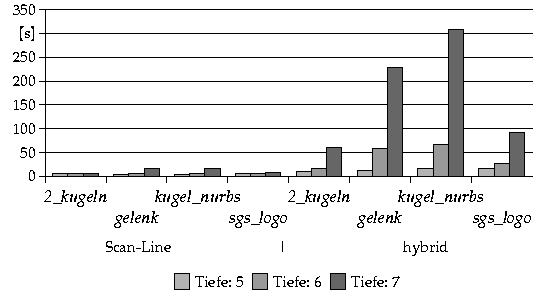 350
[s]
300
250
200
150
100
50
0
2_kugeln kugel_nurbs 2_kugeln kugel_nurbs
gelenk sgs_logo gelenk sgs_logo
Scan-Line | hybrid
Tiefe: 5 Tiefe: 6 Tiefe: 7